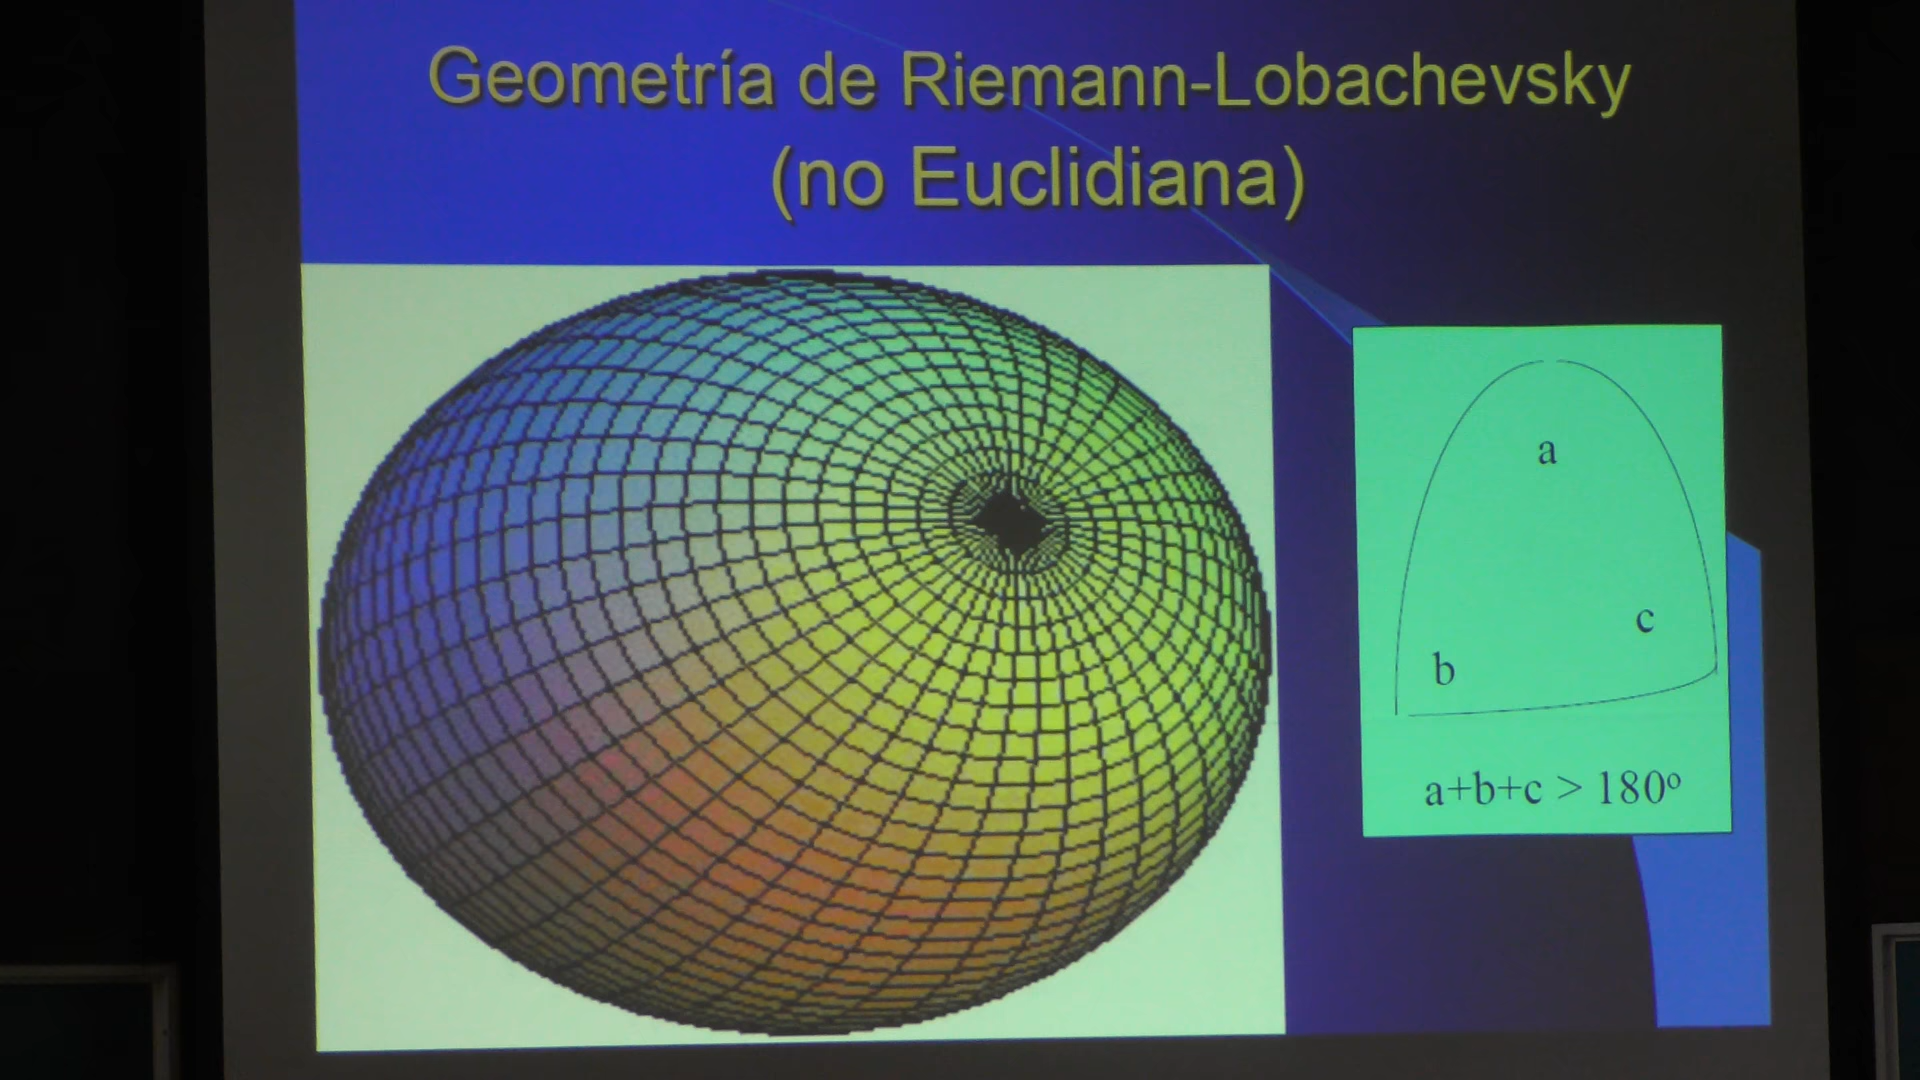 Geometría de Riemann-Lobachevsky
(no Euclidiana)
a
c
b
a+b+c > 180º